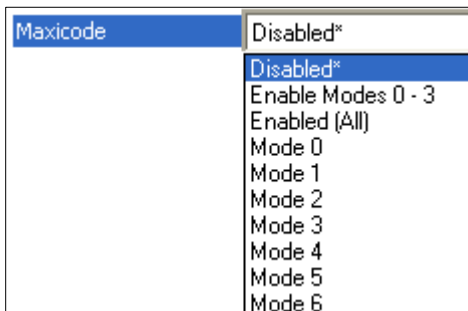 Maxicode
Disabled*
Disabled*
Enable Modes 0 - 3
Enabled (All)
Mode 0
Mode 1
Mode 2
Mode 3
Mode 4
Mode 5
Mode 6